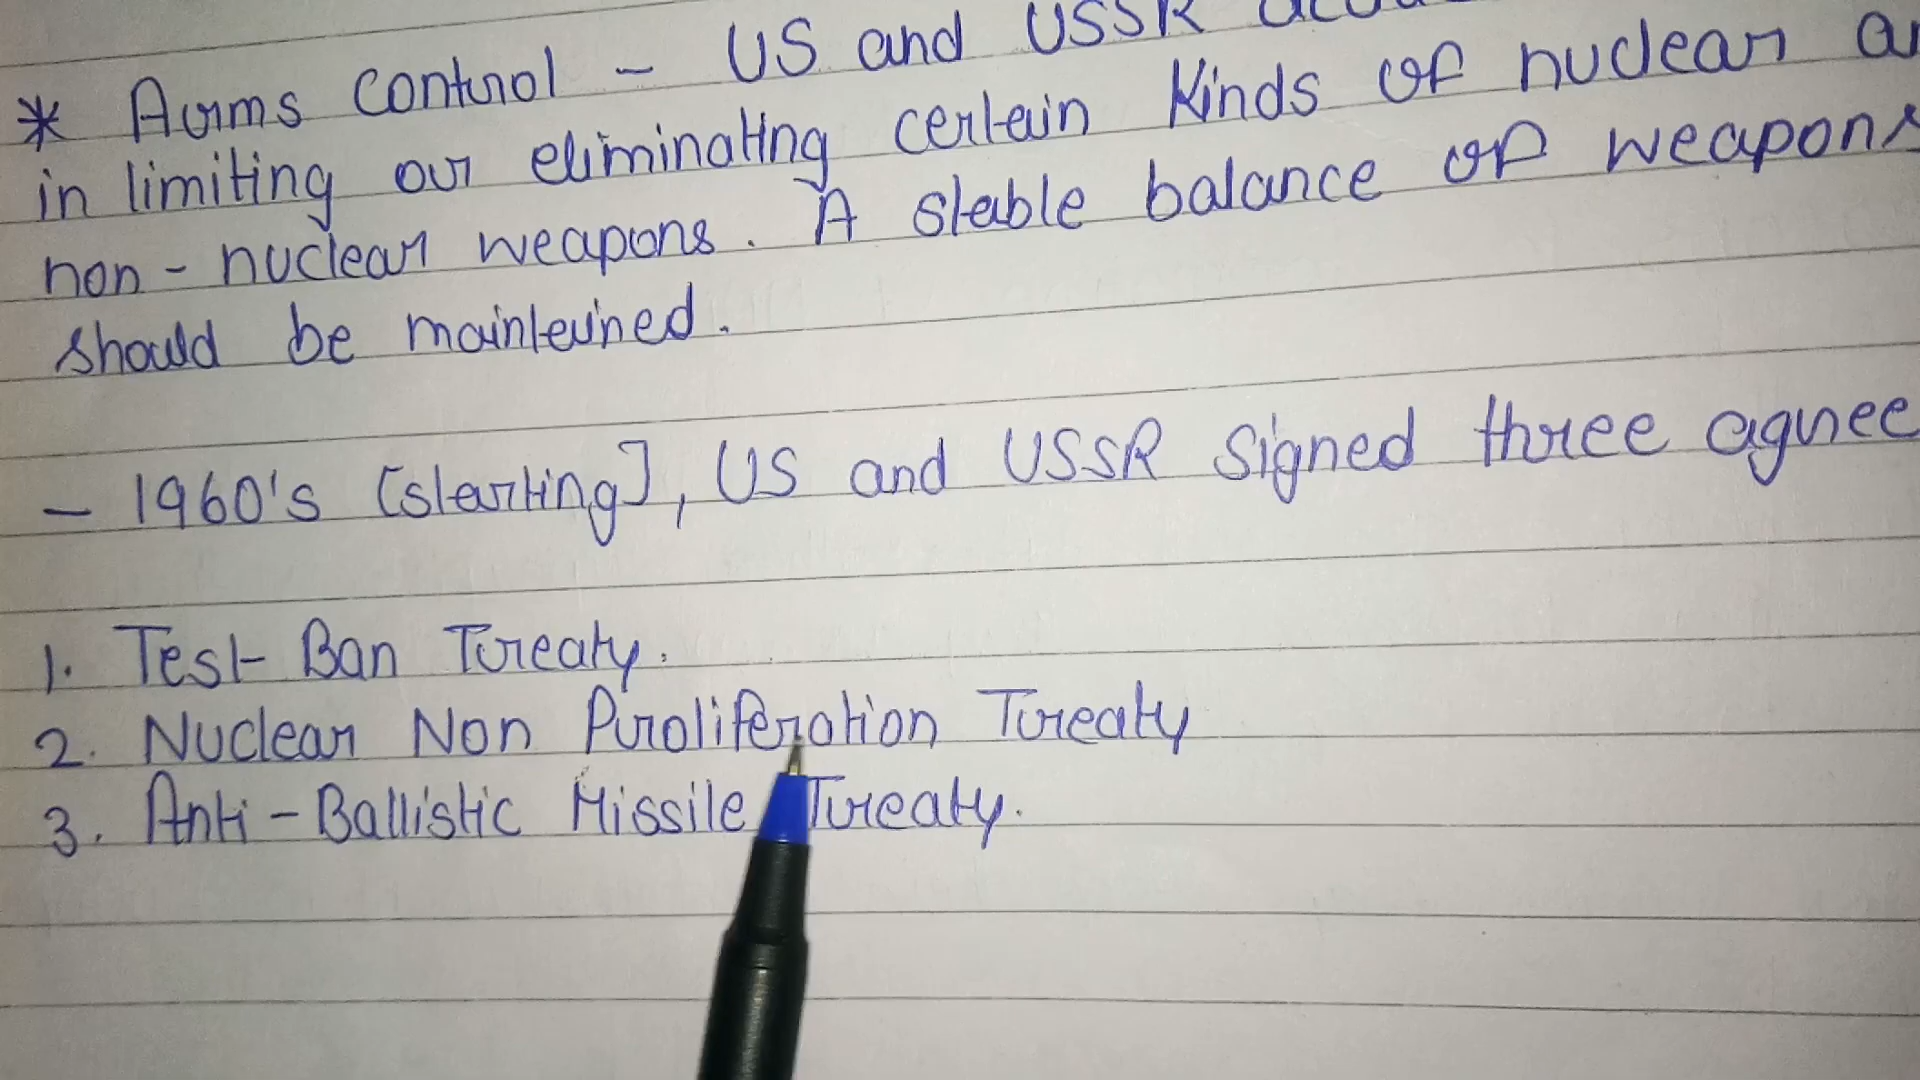 * Arms control - US and USSR
in limiting or eliminating certain kinds of nuclear
non-nuclear weapons. A stable balance of weapons
should be maintained.
- 1960's [starting], US and USSR signed three agree
1. Test Ban Treaty.
2. Nuclear Non Proliferation Treaty
3. Anti-Ballistic Missile Treaty.